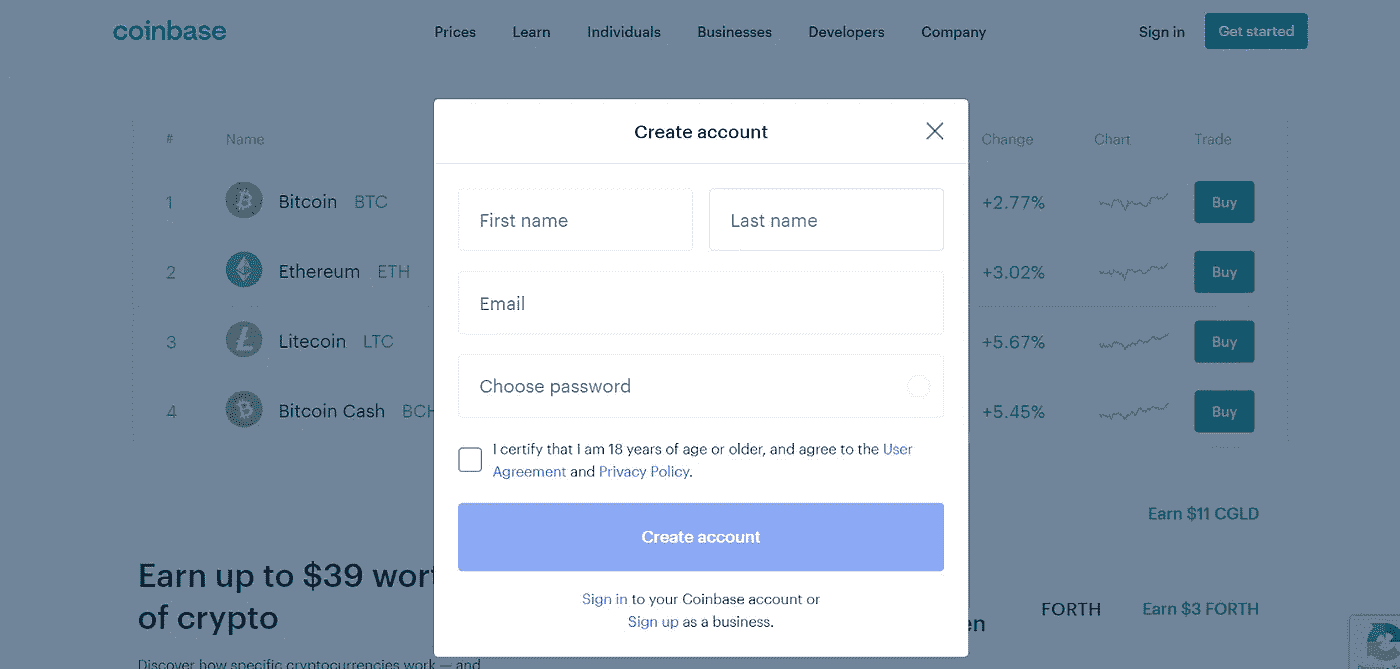 coinbase
Prices Learn Individuals Businesses Developers Company
Sign in Get started
Create account
# Name Change Chart Trade
1 Bitcoin BTC +2.77% Buy
2 Ethereum ETH +3.02% Buy
3 Litecoin LTC +5.67% Buy
4 Bitcoin Cash BCH +5.45% Buy
First name Last name
Email
Choose password
I certify that I am 18 years of age or older, and agree to the User
Agreement and Privacy Policy.
Create account
Sign in to your Coinbase account or
Sign up as a business.
Earn $11 CGLD
Earn up to $39
of crypto
FORTH Earn $3 FORTH
Discover how specific cryptocurrencies work — and